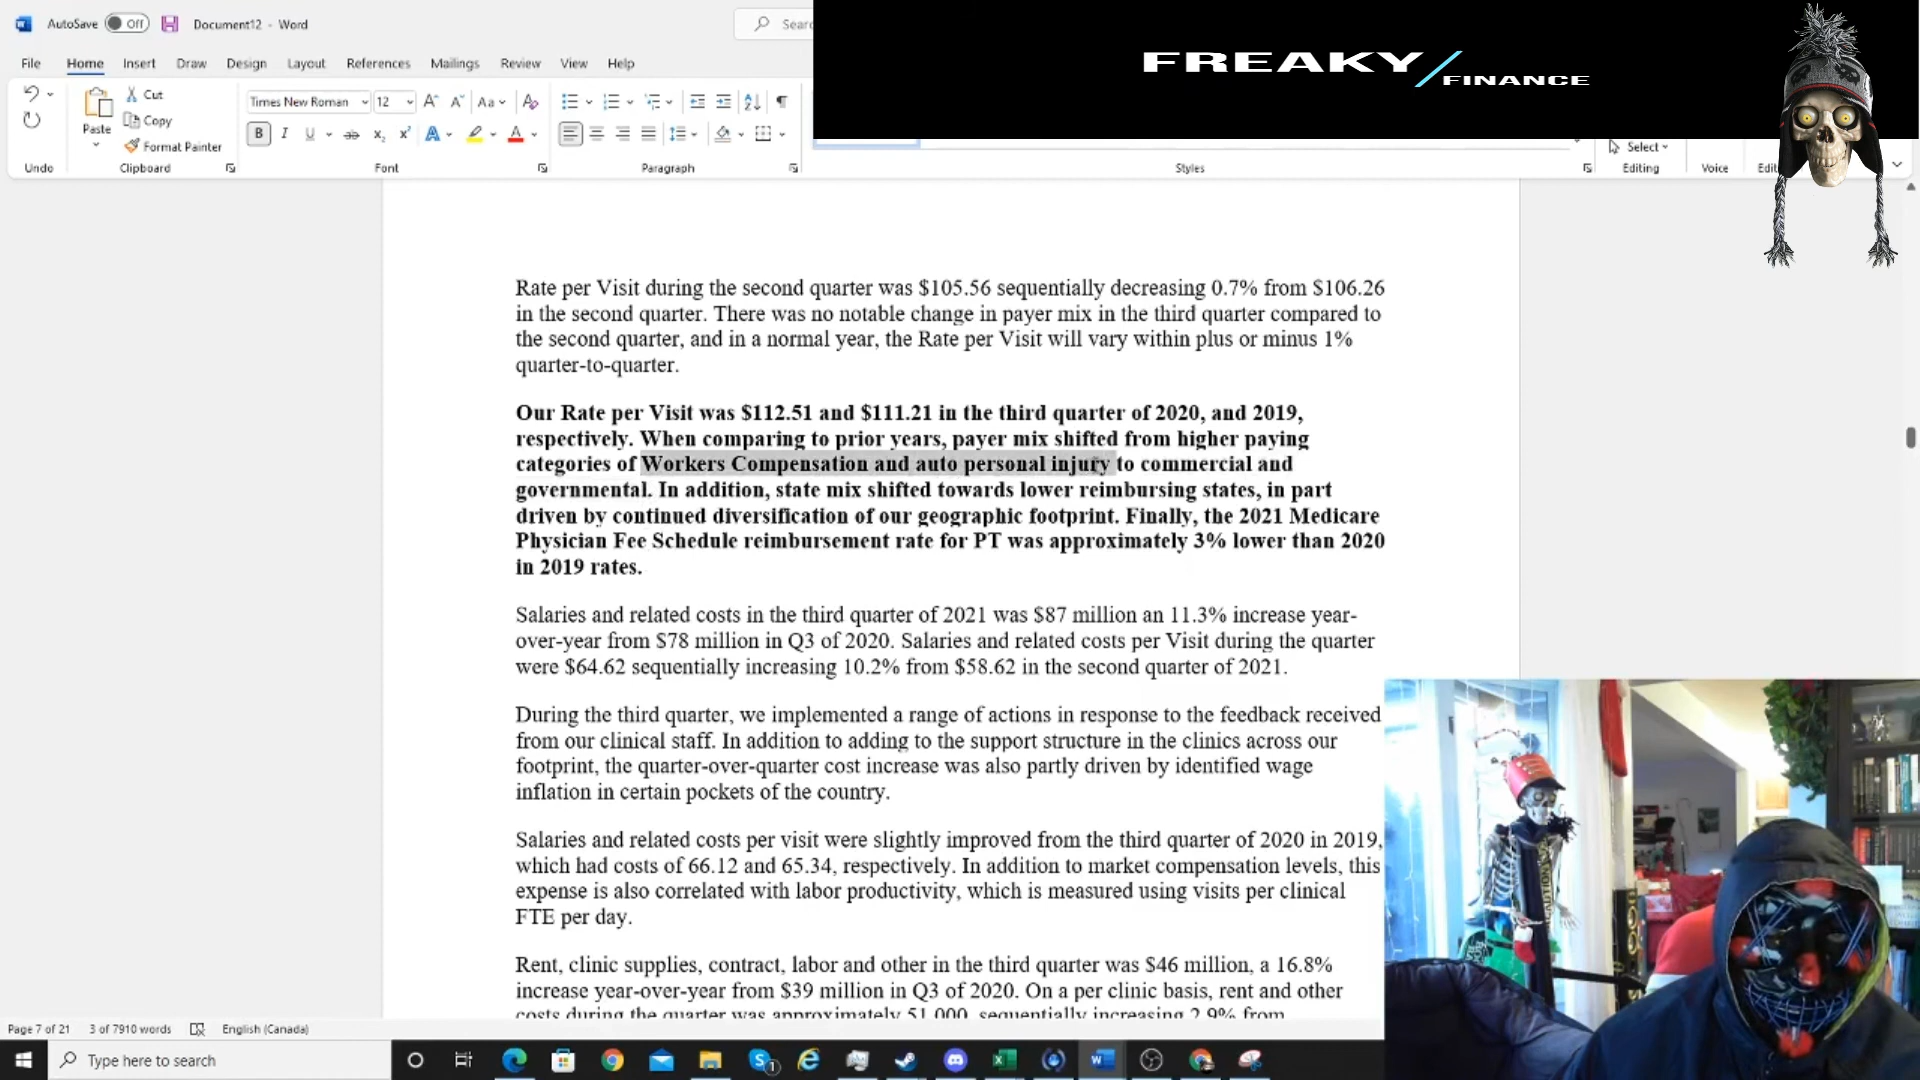 AutoSave Off Document12 - Word Sear
FREAKY/FINANCE
File Home Insert Draw Design Layout References Mailings Review View Help
Times New Roman 12 Aa
Paste Cut
Copy
Format Painter
B I U ab x₂ x² A A
Select
Undo Clipboard Font Paragraph Styles Editing Voice
Rate per Visit during the second quarter was $105.56 sequentially decreasing 0.7% from $106.26
in the second quarter. There was no notable change in payer mix in the third quarter compared to
the second quarter, and in a normal year, the Rate per Visit will vary within plus or minus 1%
quarter-to-quarter.
Our Rate per Visit was $112.51 and $111.21 in the third quarter of 2020, and 2019,
respectively. When comparing to prior years, payer mix shifted from higher paying
categories of Workers Compensation and auto personal injury to commercial and
governmental. In addition, state mix shifted towards lower reimbursing states, in part
driven by continued diversification of our geographic footprint. Finally, the 2021 Medicare
Physician Fee Schedule reimbursement rate for PT was approximately 3% lower than 2020
in 2019 rates.
Salaries and related costs in the third quarter of 2021 was $87 million an 11.3% increase year-
over-year from $78 million in Q3 of 2020. Salaries and related costs per Visit during the quarter
were $64.62 sequentially increasing 10.2% from $58.62 in the second quarter of 2021.
During the third quarter, we implemented a range of actions in response to the feedback received
from our clinical staff. In addition to adding to the support structure in the clinics across our
footprint, the quarter-over-quarter cost increase was also partly driven by identified wage
inflation in certain pockets of the country.
Salaries and related costs per visit were slightly improved from the third quarter of 2020 in 2019,
which had costs of 66.12 and 65.34, respectively. In addition to market compensation levels, this
expense is also correlated with labor productivity, which is measured using visits per clinical
FTE per day.
Rent, clinic supplies, contract, labor and other in the third quarter was $46 million, a 16.8%
increase year-over-year from $39 million in Q3 of 2020. On a per clinic basis, rent and other
costs during the quarter was approximately 51,000, sequentially increasing 2.9% from
Page 7 of 21 3 of 7910 words English (Canada)
Type here to search